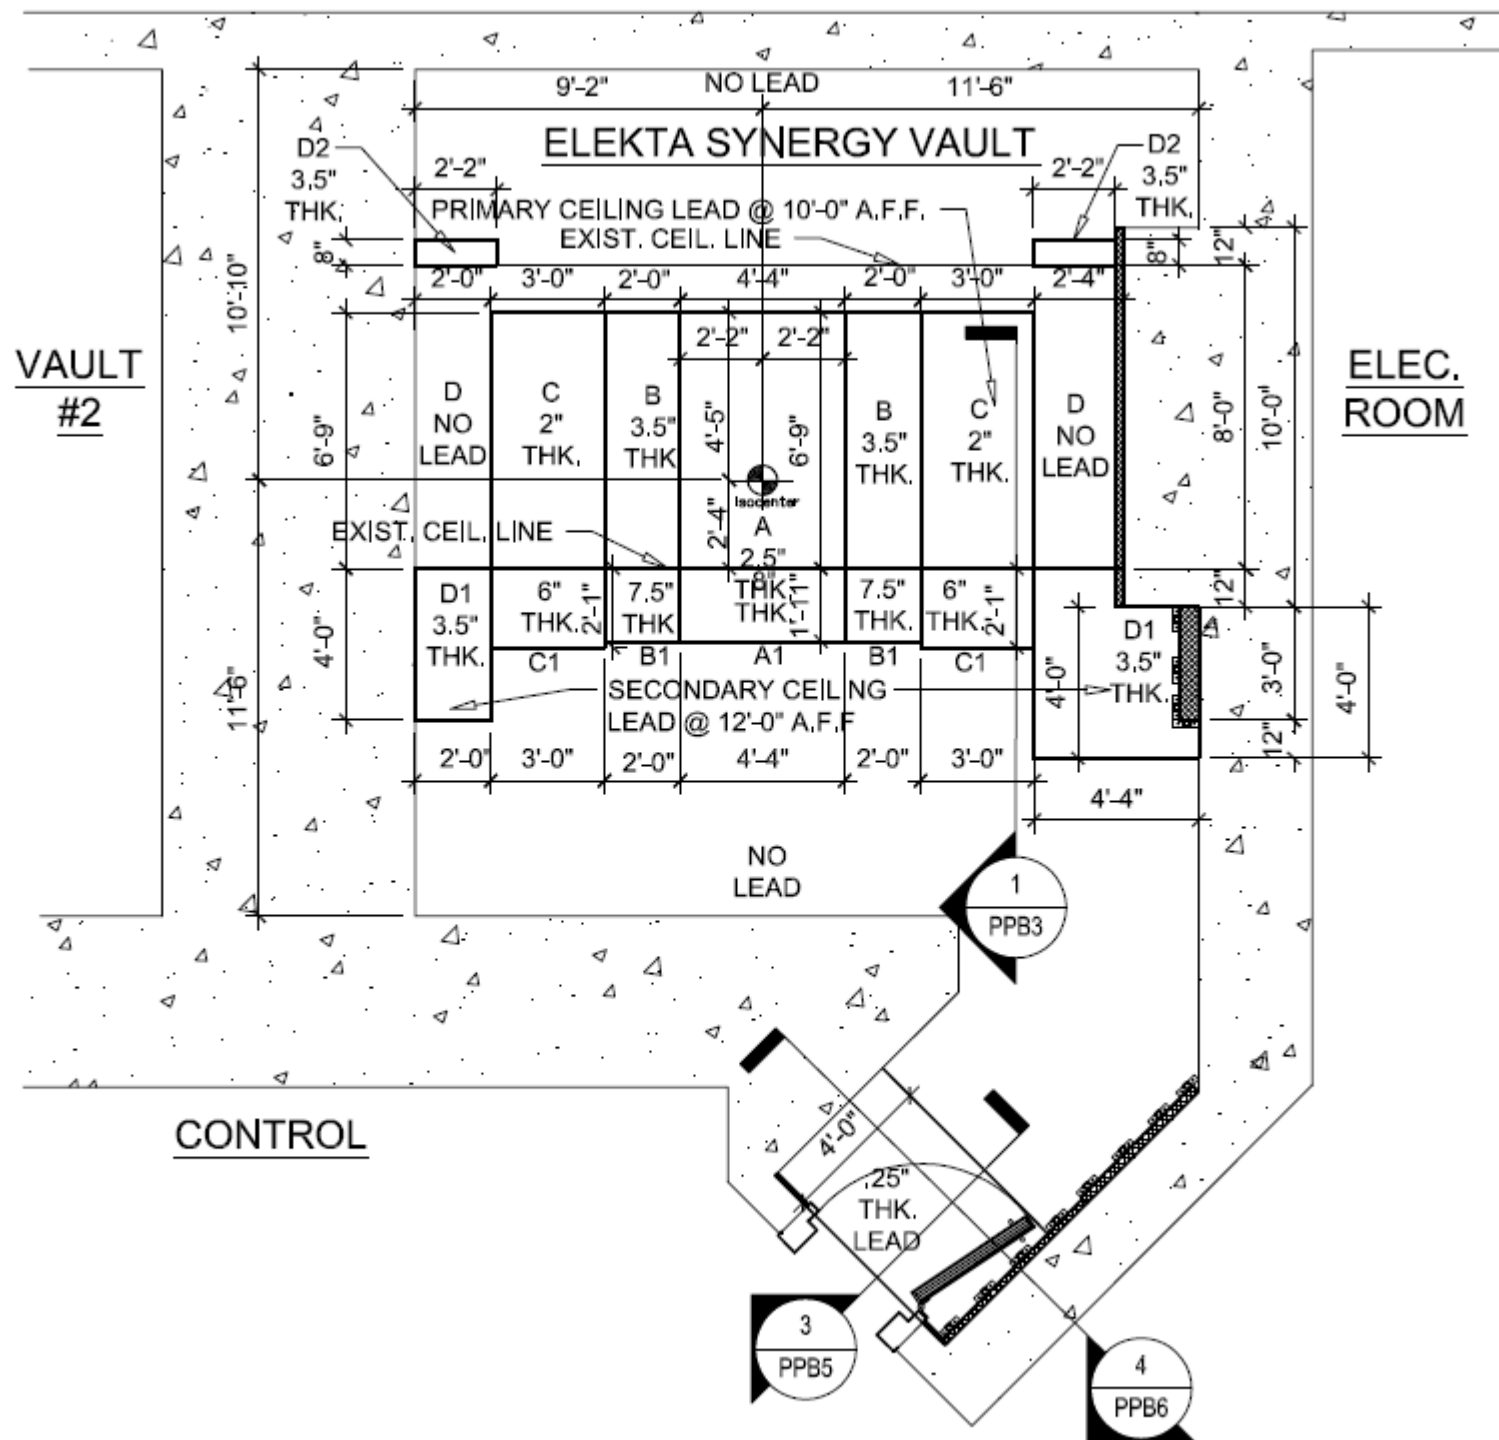 9'-2"
NO LEAD
11'-6"
ELEKTA SYNERGY VAULT
D2
3.5"
THK.
2'-2"
2'-2"
D2
3.5"
THK.
PRIMARY CEILING LEAD @ 10'-0" A.F.F.
EXIST. CEIL. LINE
8"
8"
12"
2'-0"
3'-0"
2'-0"
4'-4"
2'-0"
3'-0"
2'-4"
10'-10"
2'-2"
2'-2"
VAULT
#2
ELEC.
ROOM
6'-9"
D
NO
LEAD
C
2"
THK.
B
3.5"
THK
4'-5"
6'-9"
B
3.5"
THK.
C
2"
THK.
D
NO
LEAD
8'-0"
10'-0"
Isocenter
2'-4"
EXIST. CEIL. LINE
A
2.5"
THK.
8"
THK.
D1
3.5"
THK.
6"
THK.
2'-1"
7.5"
THK
1'-11"
7.5"
THK.
6"
THK.
2'-1"
12"
C1
B1
A1
B1
C1
D1
3.5"
THK.
4'-0"
11'-6"
4'-0"
3'-0"
4'-0"
12"
SECONDARY CEILING
LEAD @ 12'-0" A.F.F
2'-0"
3'-0"
2'-0"
4'-4"
2'-0"
3'-0"
4'-4"
NO
LEAD
1
PPB3
CONTROL
4'-0"
.25"
THK.
LEAD
3
PPB5
4
PPB6